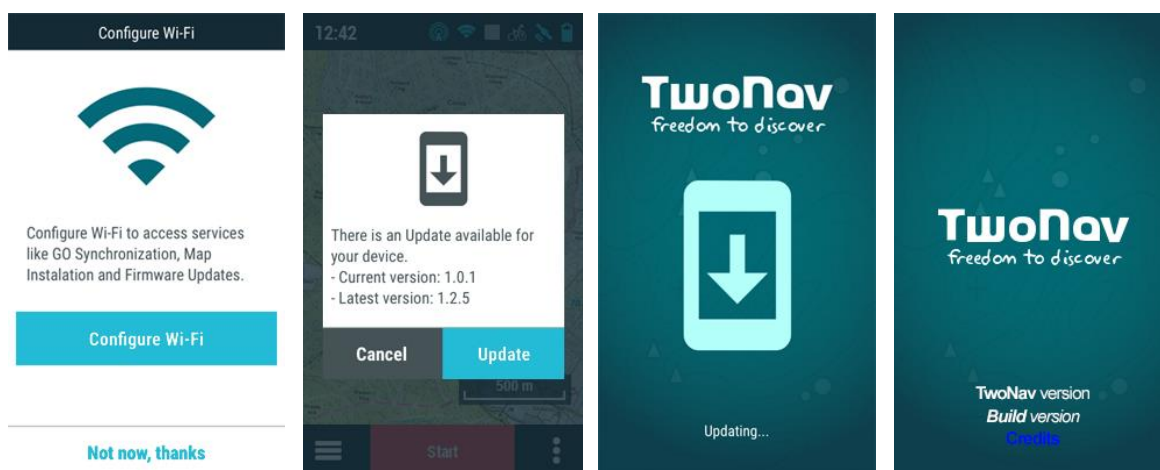 Configure Wi-Fi
Configure Wi-Fi to access services
like GO Synchronization, Map
Instalation and Firmware Updates.
Configure Wi-Fi
Not now, thanks
12:42
There is an Update available for
your device.
- Current version: 1.0.1
- Latest version: 1.2.5
Cancel
Update
500 m
Start
TwoNav
freedom to discover
Updating...
TwoNav
freedom to discover
TwoNav version
Build version
Credits